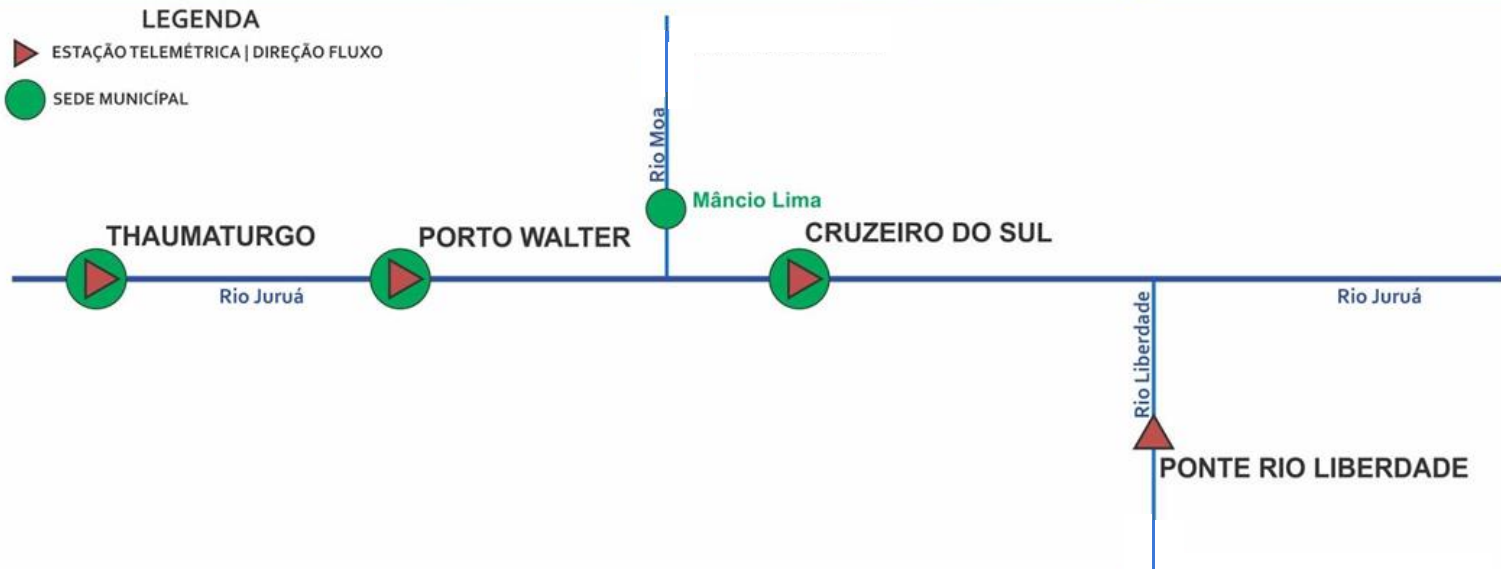 LEGENDA
ESTAÇÃO TELEMÉTRICA | DIREÇÃO FLUXO
SEDE MUNICÍPAL
Rio Moa
Mâncio Lima
THAUMATURGO
PORTO WALTER
CRUZEIRO DO SUL
Rio Juruá
Rio Juruá
Rio Liberdade
PONTE RIO LIBERDADE